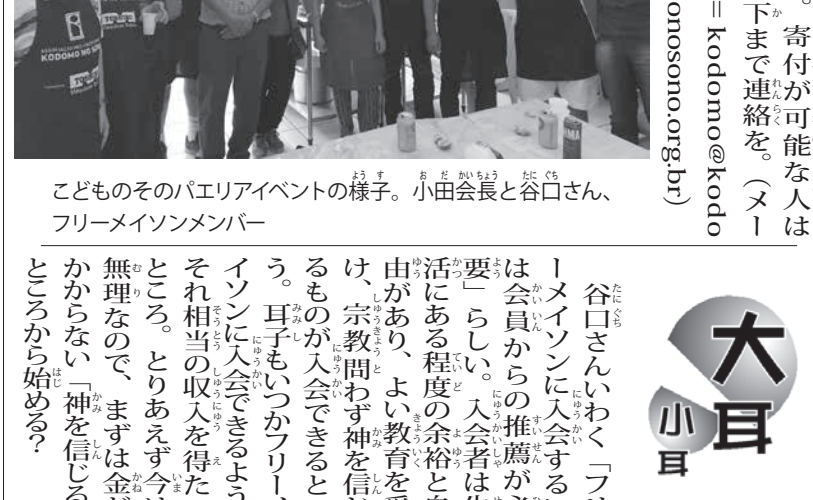 KODOMO NO SONO
。寄付が可能な人は
下まで連絡を。（メー
＝kodomo@kodo
onosono.org.br）
こどものそのパエリアイベントの様子。小田会長と谷口さん、
フリーメイソンメンバー
大耳
小耳
谷口さんいわく「フリ
ーメイソンに入会する
は会員からの推薦が必
要」らしい。入会者は生
活にある程度の余裕と自
由があり、よい教育を受
け、宗教問わず神を信じ
るものが入会できると
う。耳子もいつかフリー
イソンに入会できるよう
それ相当の収入を得た
ところ。とりあえず今は
無理なので、まずは金が
かからない「神を信じる
ところから始める？